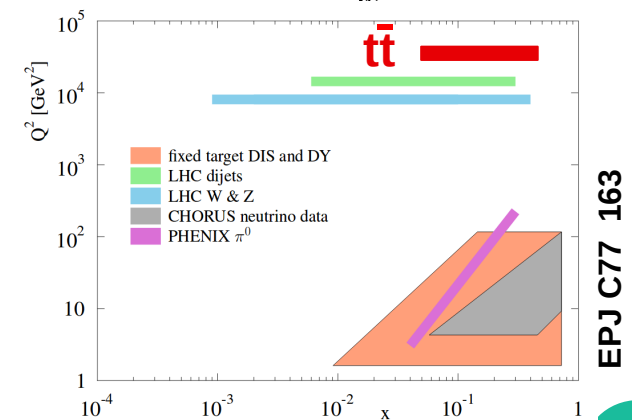 10^5
tt̄
Q^2 [GeV^2]
10^4
10^3
fixed target DIS and DY
LHC dijets
LHC W & Z
CHORUS neutrino data
PHENIX π^0
10^2
10
1
10^-4
10^-3
10^-2
x
10^-1
1
EPJ C77 163